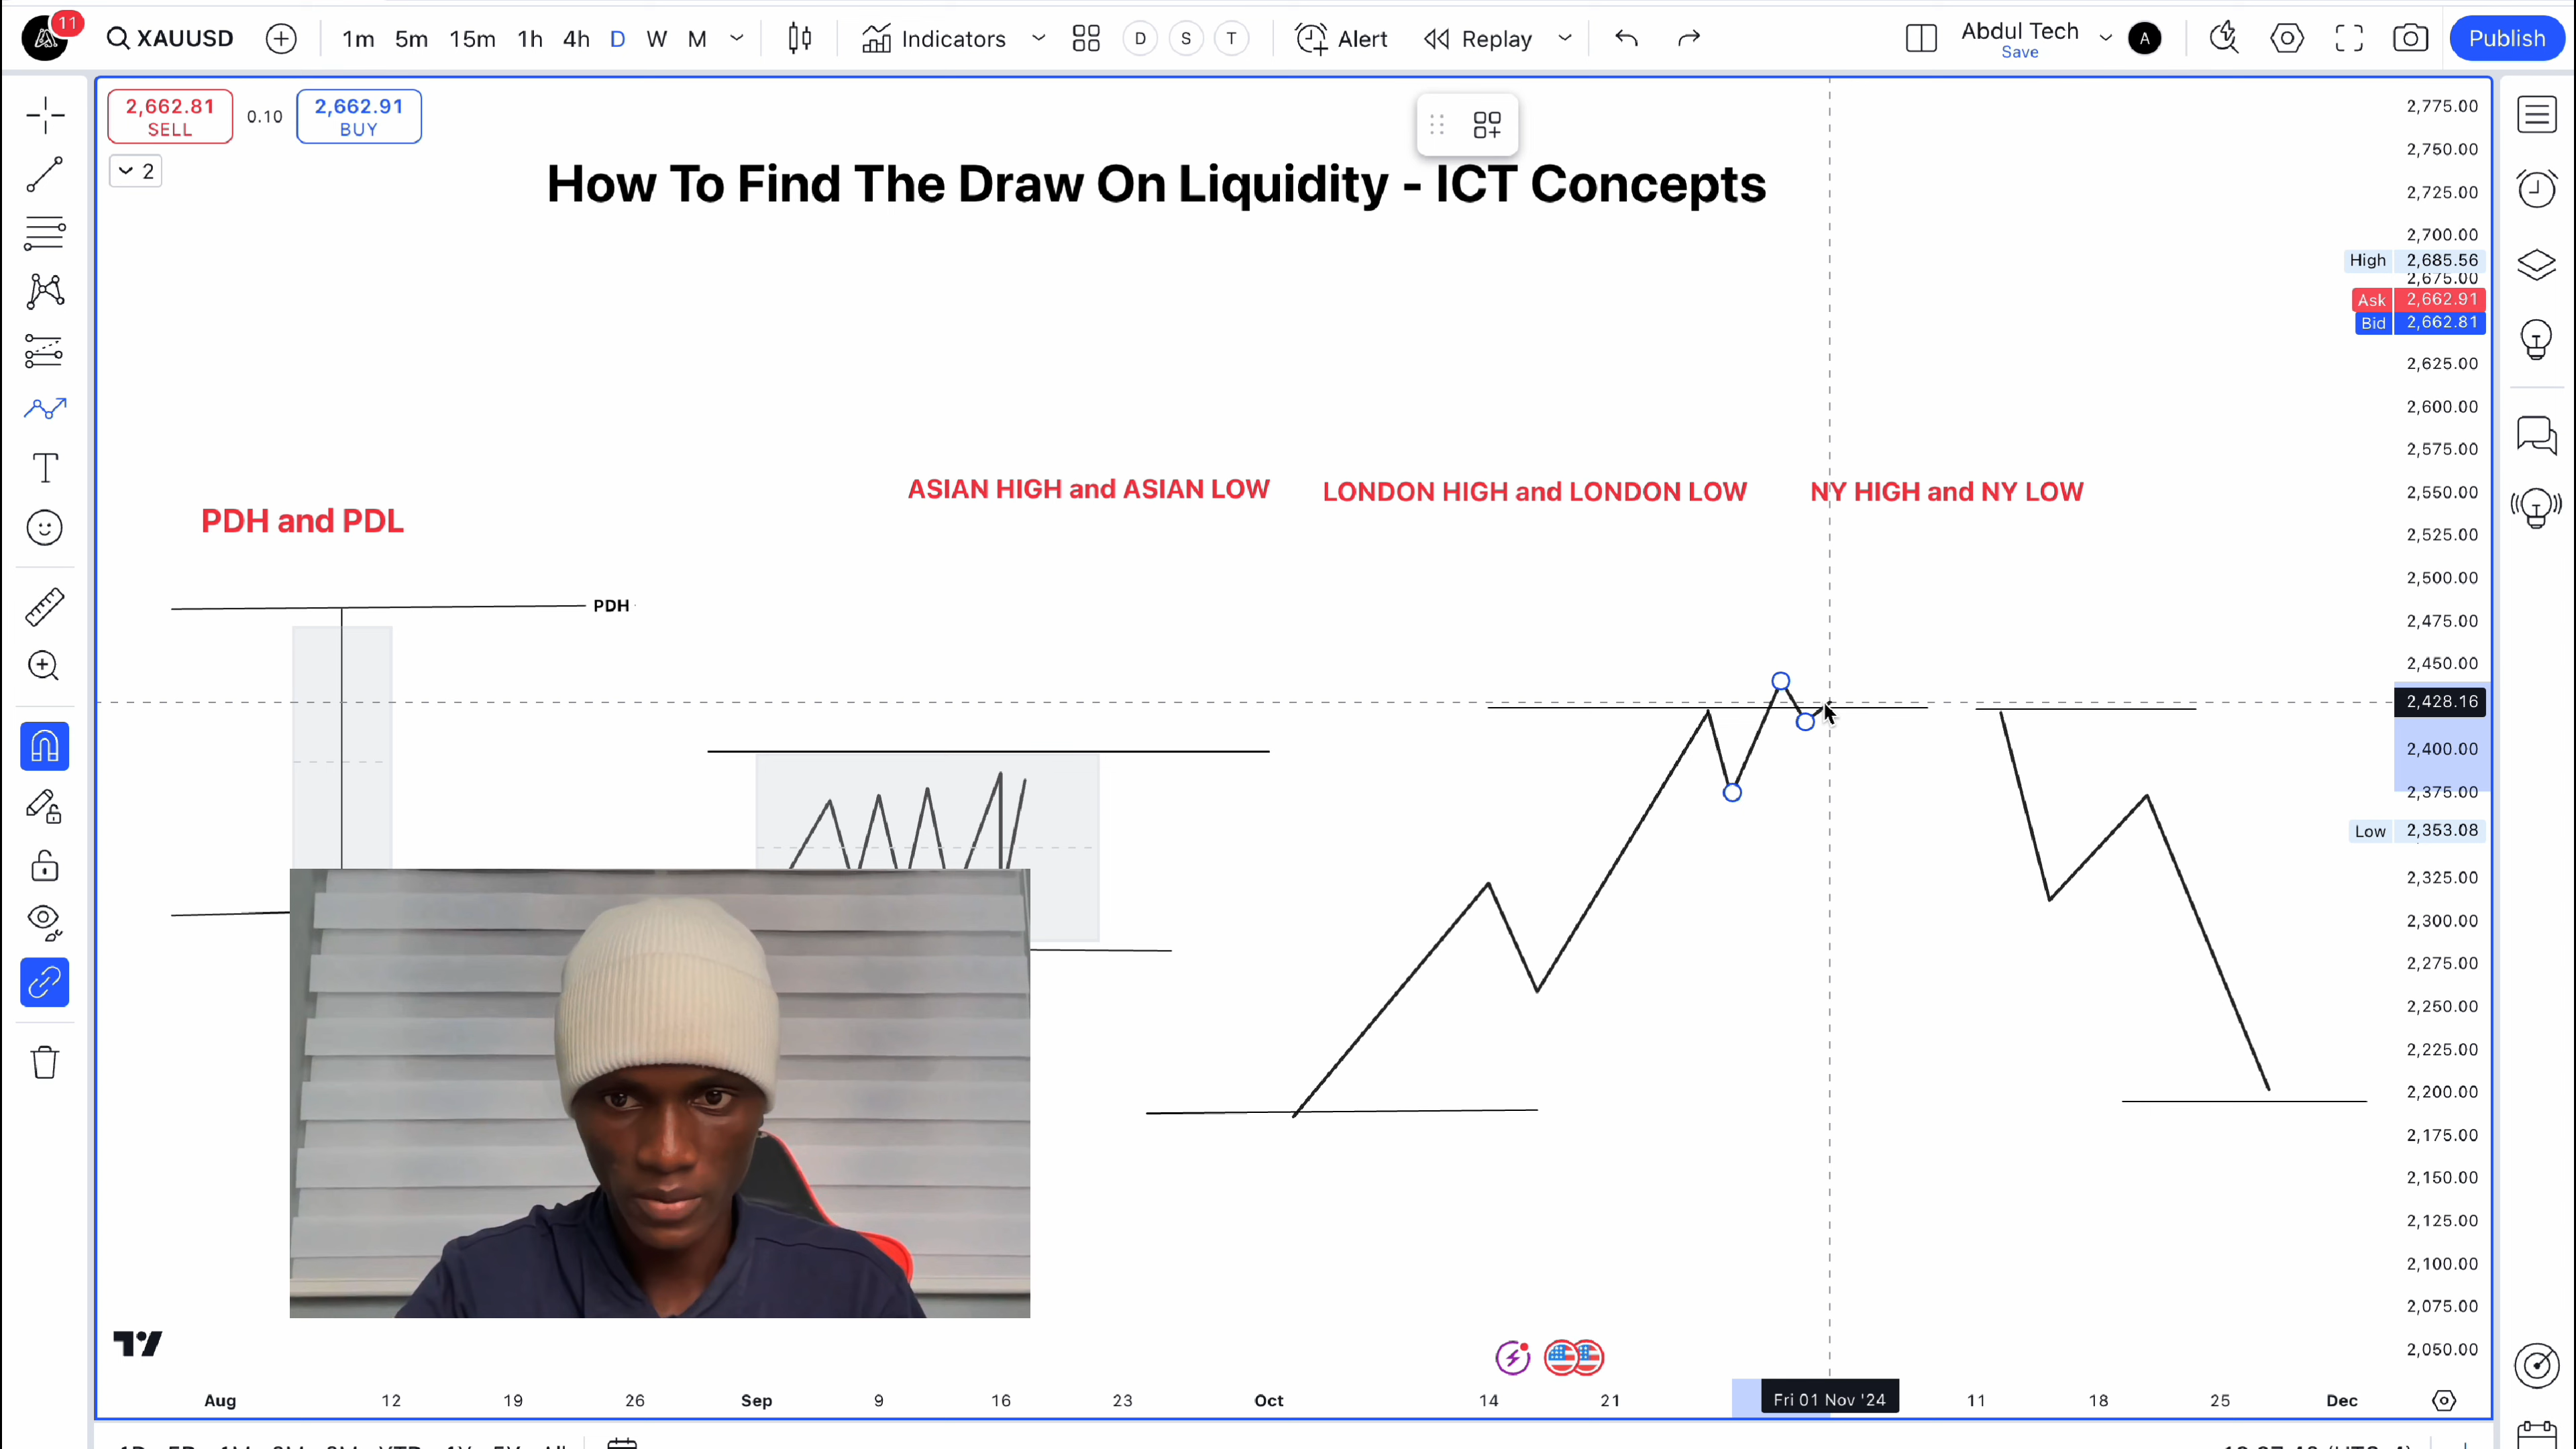 11
XAUUSD
1m 5m 15m 1h 4h D W M
Indicators
D S T
Alert
Replay
Abdul Tech
Save
A
Publish
2,662.81
SELL
0.10
2,662.91
BUY
2
How To Find The Draw On Liquidity - ICT Concepts
PDH and PDL
ASIAN HIGH and ASIAN LOW
LONDON HIGH and LONDON LOW
NY HIGH and NY LOW
PDH
2,775.00
2,750.00
2,725.00
2,700.00
High 2,685.56
2,675.00
Ask 2,662.91
Bid 2,662.81
2,625.00
2,600.00
2,575.00
2,550.00
2,525.00
2,500.00
2,475.00
2,450.00
2,428.16
2,400.00
2,375.00
Low 2,353.08
2,325.00
2,300.00
2,275.00
2,250.00
2,225.00
2,200.00
2,175.00
2,150.00
2,125.00
2,100.00
2,075.00
2,050.00
Aug 12 19 26 Sep 9 16 23 Oct 14 21 Fri 01 Nov '24 11 18 25 Dec